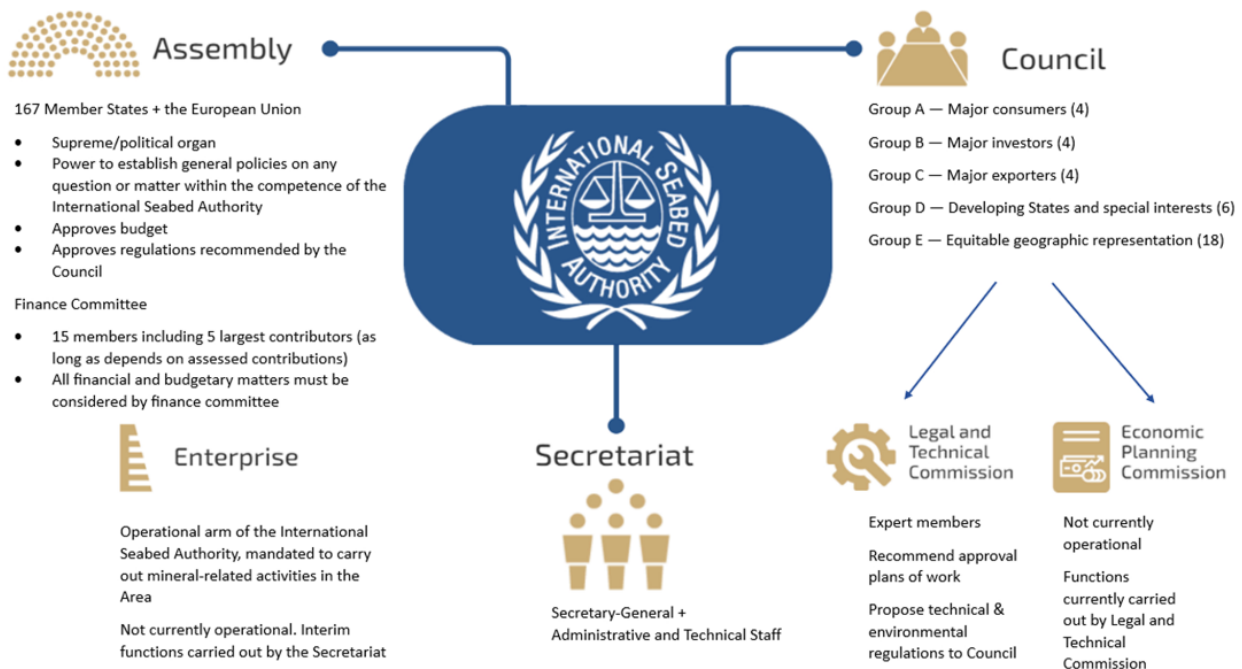 Assembly
167 Member States + the European Union
• Supreme/political organ
• Power to establish general policies on any
question or matter within the competence of the
International Seabed Authority
• Approves budget
• Approves regulations recommended by the
Council
Finance Committee
• 15 members including 5 largest contributors (as
long as depends on assessed contributions)
• All financial and budgetary matters must be
considered by finance committee
INTERNATIONAL SEABED
AUTHORITY
Council
Group A — Major consumers (4)
Group B — Major investors (4)
Group C — Major exporters (4)
Group D — Developing States and special interests (6)
Group E — Equitable geographic representation (18)
Enterprise
Operational arm of the International
Seabed Authority, mandated to carry
out mineral-related activities in the
Area
Not currently operational. Interim
functions carried out by the Secretariat
Secretariat
Secretary-General +
Administrative and Technical Staff
Legal and
Technical
Commission
Expert members
Recommend approval
plans of work
Propose technical &
environmental
regulations to Council
Economic
Planning
Commission
Not currently
operational
Functions
currently carried
out by Legal and
Technical
Commission